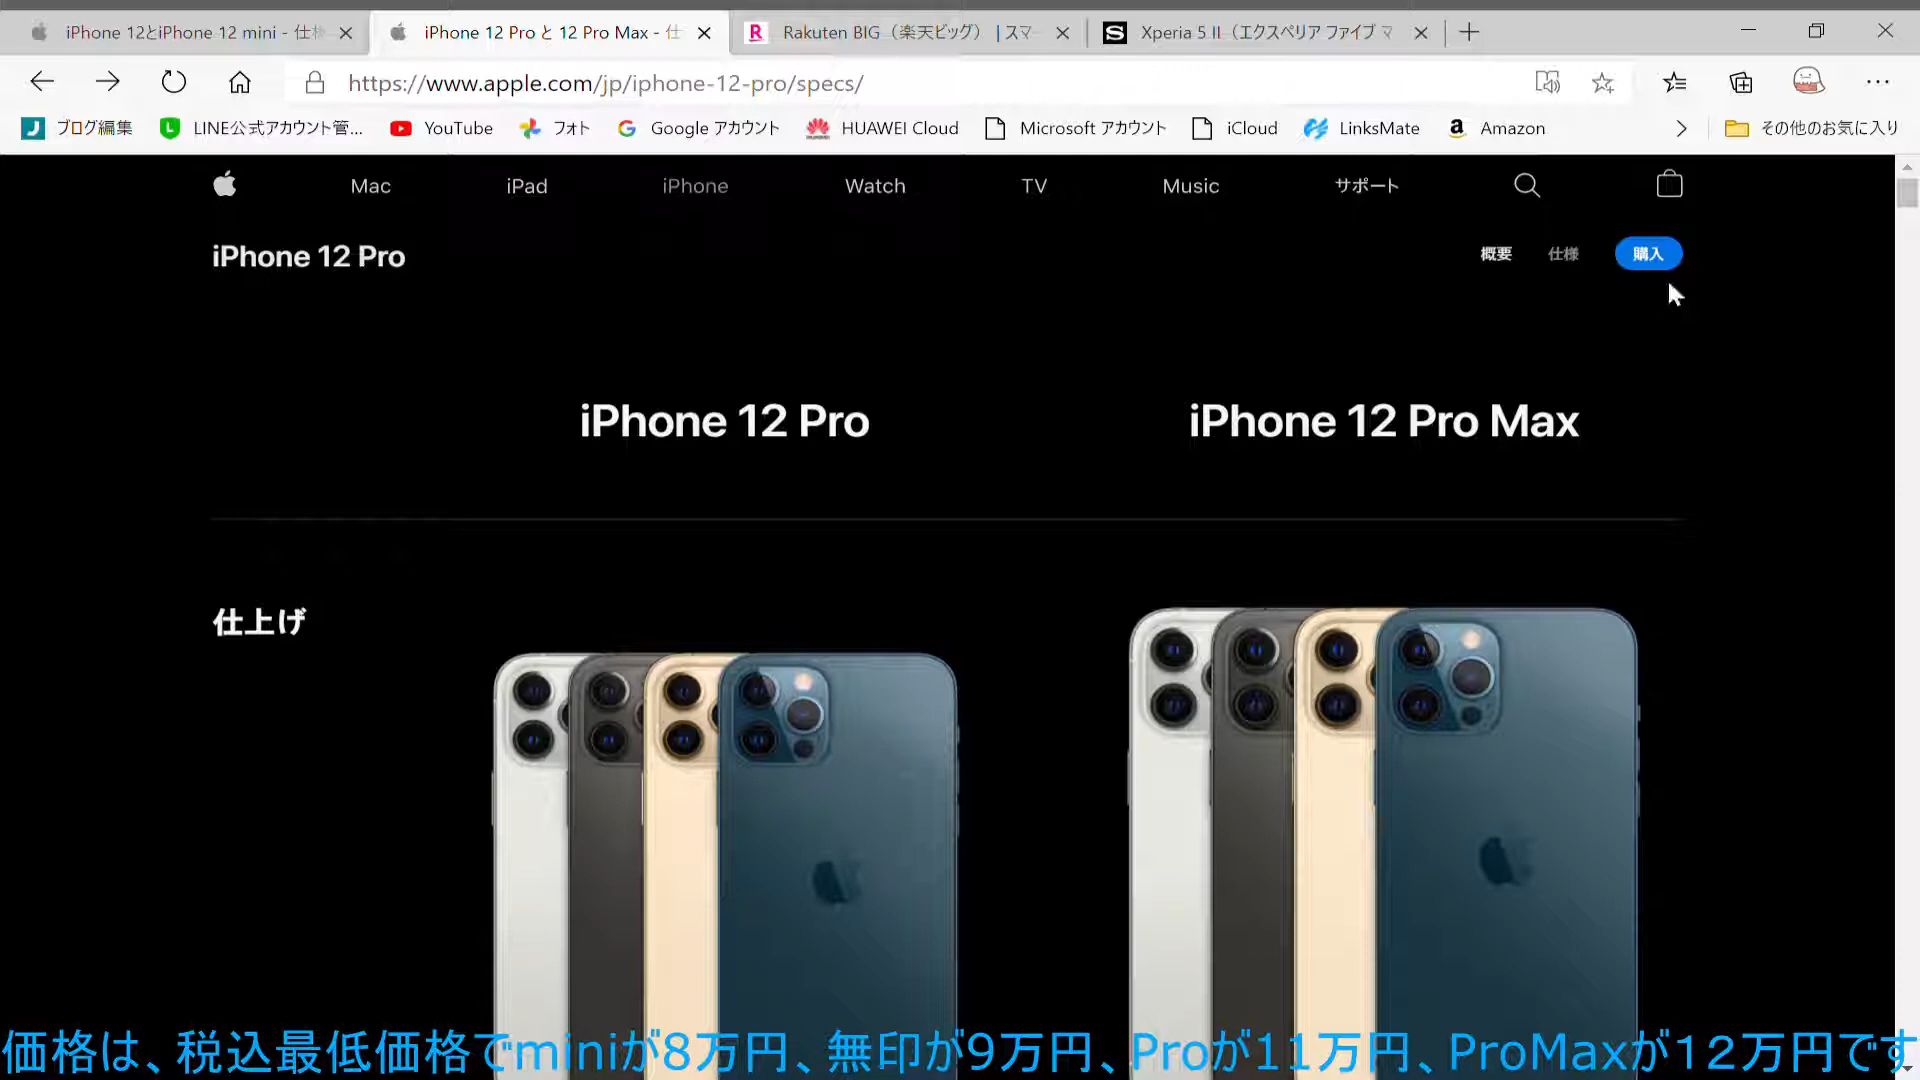 iPhone 12とiPhone 12 mini - 仕様
iPhone 12 Pro と 12 Pro Max - 仕
Rakuten BIG（楽天ビッグ） | スマ
Xperia 5 II（エクスペリア ファイブ マ
https://www.apple.com/jp/iphone-12-pro/specs/
ブログ編集
LINE公式アカウント管...
YouTube
フォト
Google アカウント
HUAWEI Cloud
Microsoft アカウント
iCloud
LinksMate
Amazon
その他のお気に入り
Mac
iPad
iPhone
Watch
TV
Music
サポート
iPhone 12 Pro
概要
仕様
購入
iPhone 12 Pro
iPhone 12 Pro Max
仕上げ
価格は、税込最低価格でminiが8万円、無印が9万円、Proが11万円、ProMaxが12万円です